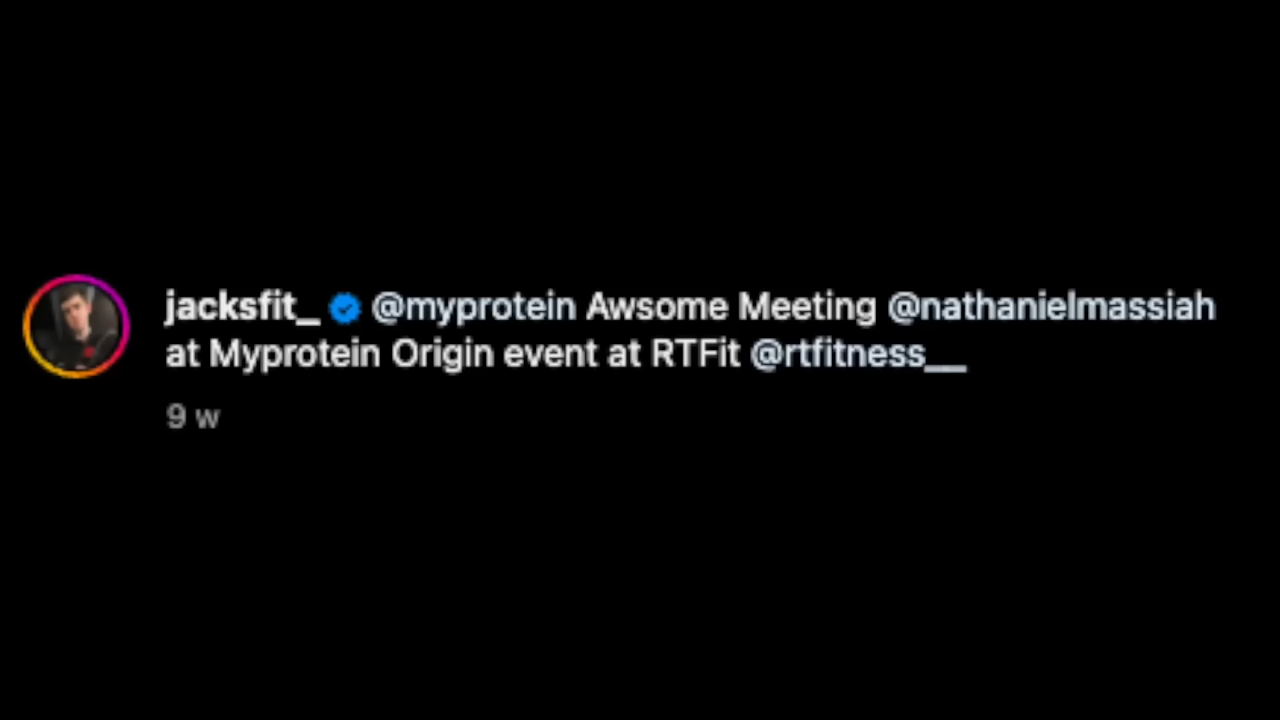 jacksfit_ @myprotein Awsome Meeting @nathanielmassiah
at Myprotein Origin event at RTFit @rtfitness__
9 w